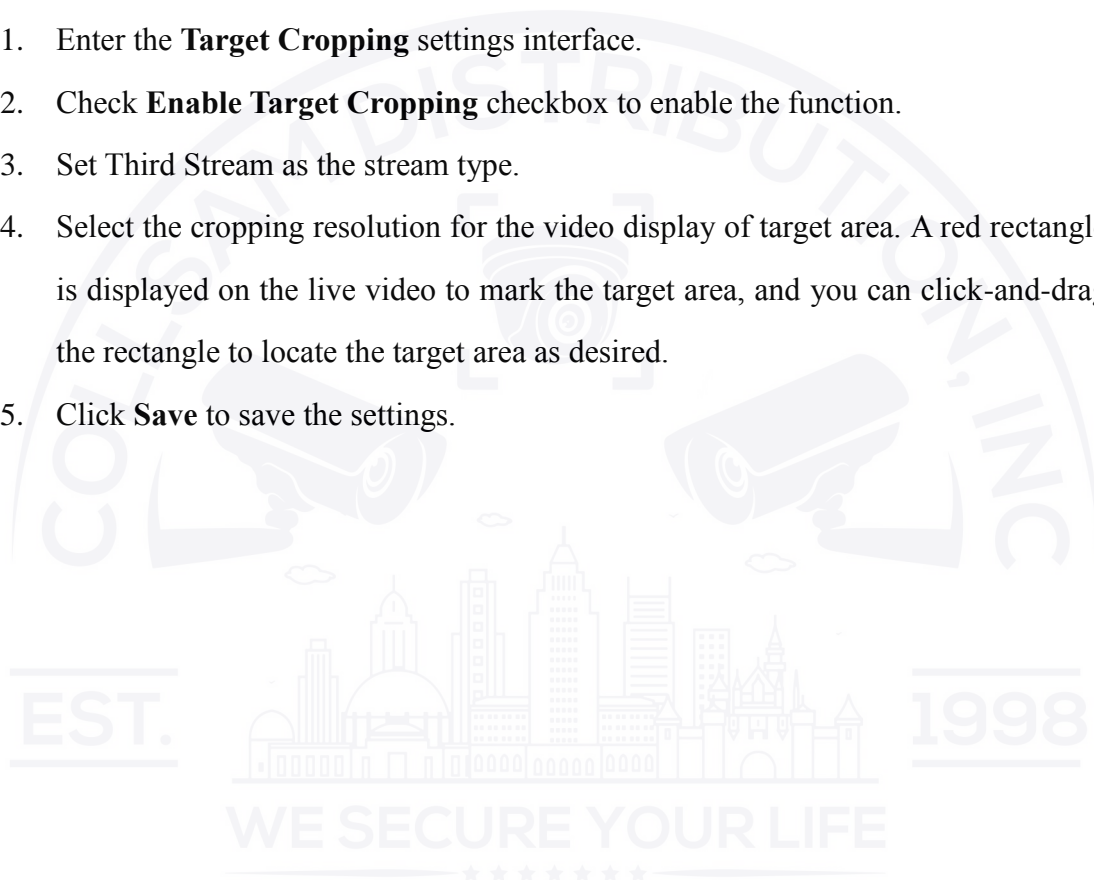 1. Enter the Target Cropping settings interface.
2. Check Enable Target Cropping checkbox to enable the function.
3. Set Third Stream as the stream type.
4. Select the cropping resolution for the video display of target area. A red rectangl
is displayed on the live video to mark the target area, and you can click-and-dra
the rectangle to locate the target area as desired.
5. Click Save to save the settings.
COLSAM DISTRIBUTION, INC
EST. 1998
WE SECURE YOUR LIFE